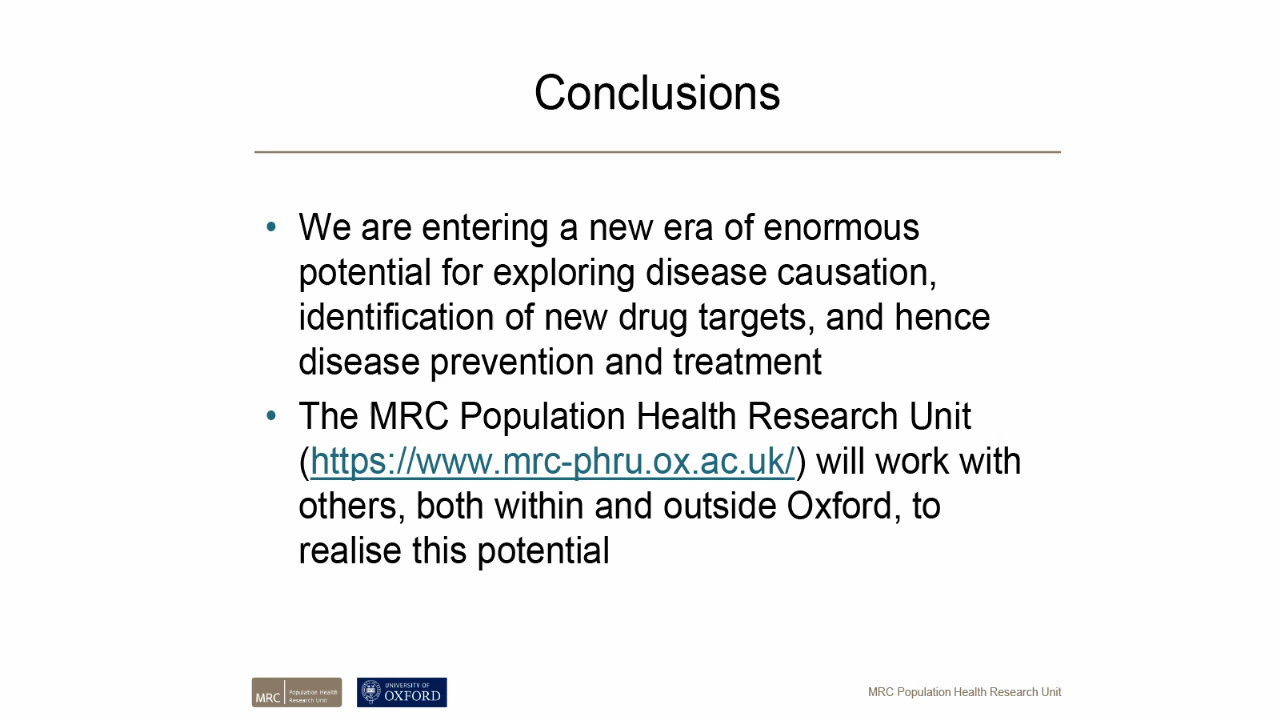 Conclusions
• We are entering a new era of enormous
potential for exploring disease causation,
identification of new drug targets, and hence
disease prevention and treatment
• The MRC Population Health Research Unit
(https://www.mrc-phru.ox.ac.uk/) will work with
others, both within and outside Oxford, to
realise this potential
MRC
Population Health
Research Unit
UNIVERSITY OF
OXFORD
MRC Population Health Research Unit